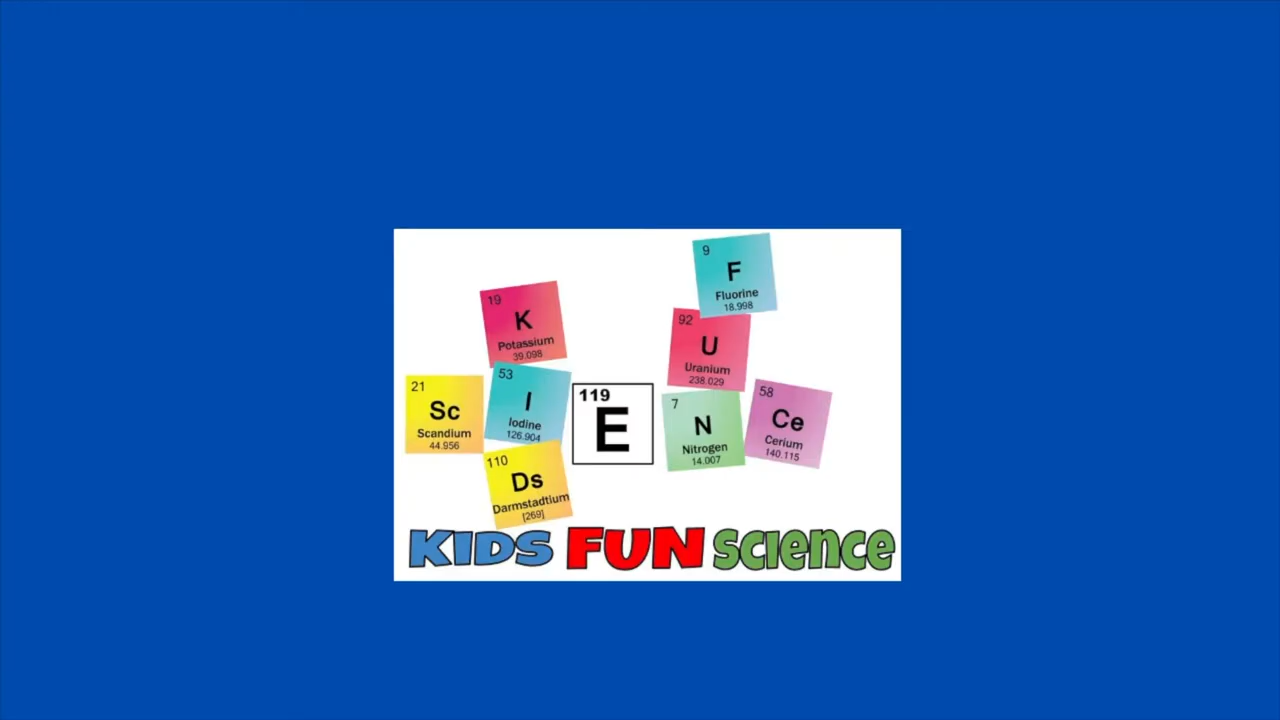 9
F
Fluorine
18.998
19
K
Potassium
39.098
92
U
Uranium
238.029
21
Sc
Scandium
44.956
53
I
Iodine
126.904
119
E
7
N
Nitrogen
14.007
58
Ce
Cerium
140.115
110
Ds
Darmstadtium
[269]
KIDS FUN Science